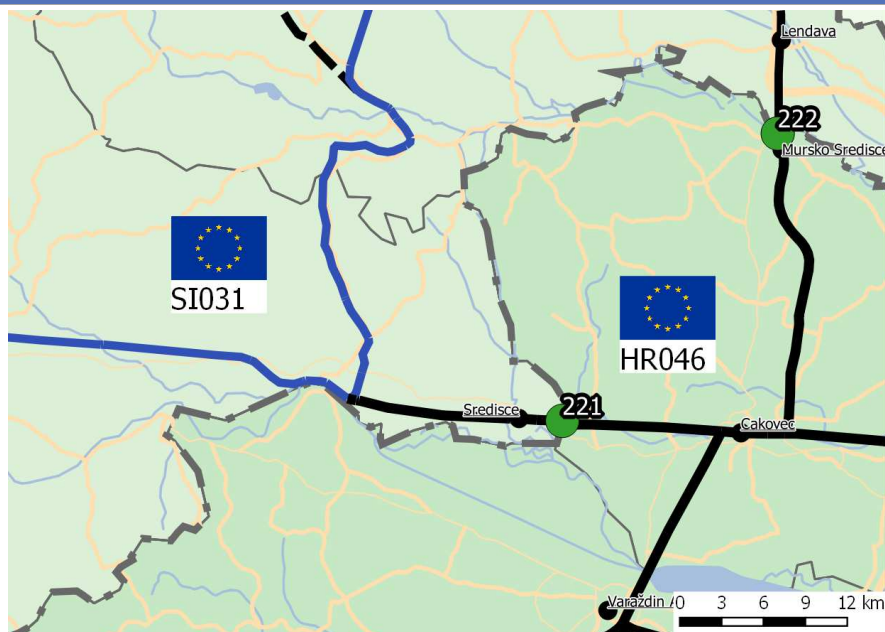 Lendava
222
Mursko Sredisce
SI031
HR046
Sredisce
221
Cakovec
Varaždin
0 3 6 9 12 km